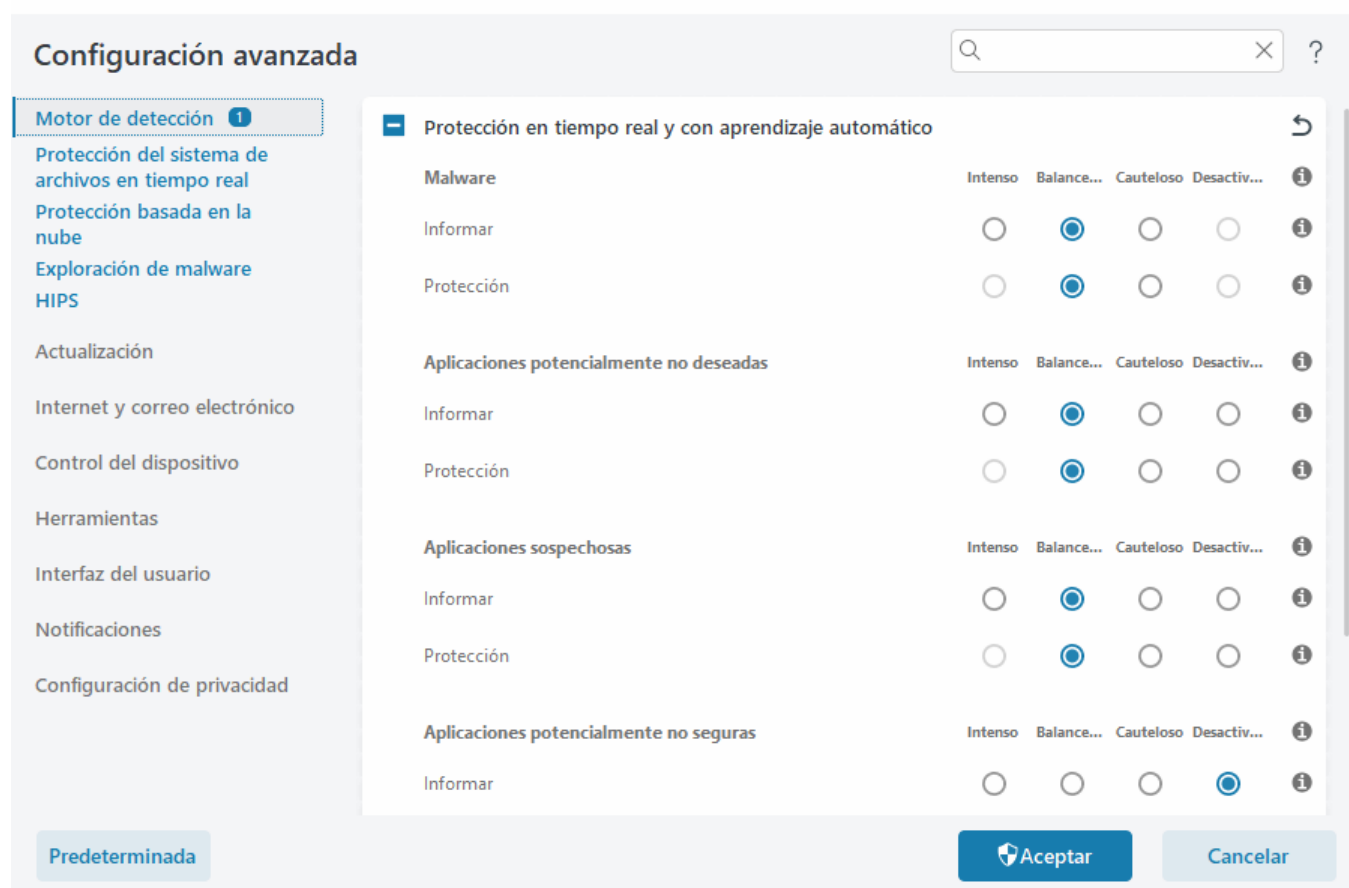 Configuración avanzada
?
Motor de detección 1
Protección del sistema de
archivos en tiempo real
Protección basada en la
nube
Exploración de malware
HIPS
Actualización
Internet y correo electrónico
Control del dispositivo
Herramientas
Interfaz del usuario
Notificaciones
Configuración de privacidad
Protección en tiempo real y con aprendizaje automático
Malware Intenso Balance... Cauteloso Desactiv...
Informar
Protección
Aplicaciones potencialmente no deseadas Intenso Balance... Cauteloso Desactiv...
Informar
Protección
Aplicaciones sospechosas Intenso Balance... Cauteloso Desactiv...
Informar
Protección
Aplicaciones potencialmente no seguras Intenso Balance... Cauteloso Desactiv...
Informar
Predeterminada
Aceptar
Cancelar